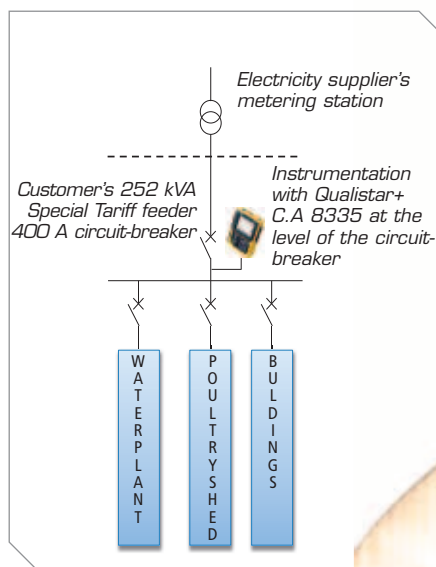 Electricity supplier's
metering station
Customer's 252 kVA
Special Tariff feeder
400 A circuit-breaker
Instrumentation
with Qualistar+
C.A 8335 at the
level of the circuit-
breaker
WATERPLANT
POULTRYSHED
BULDINGS